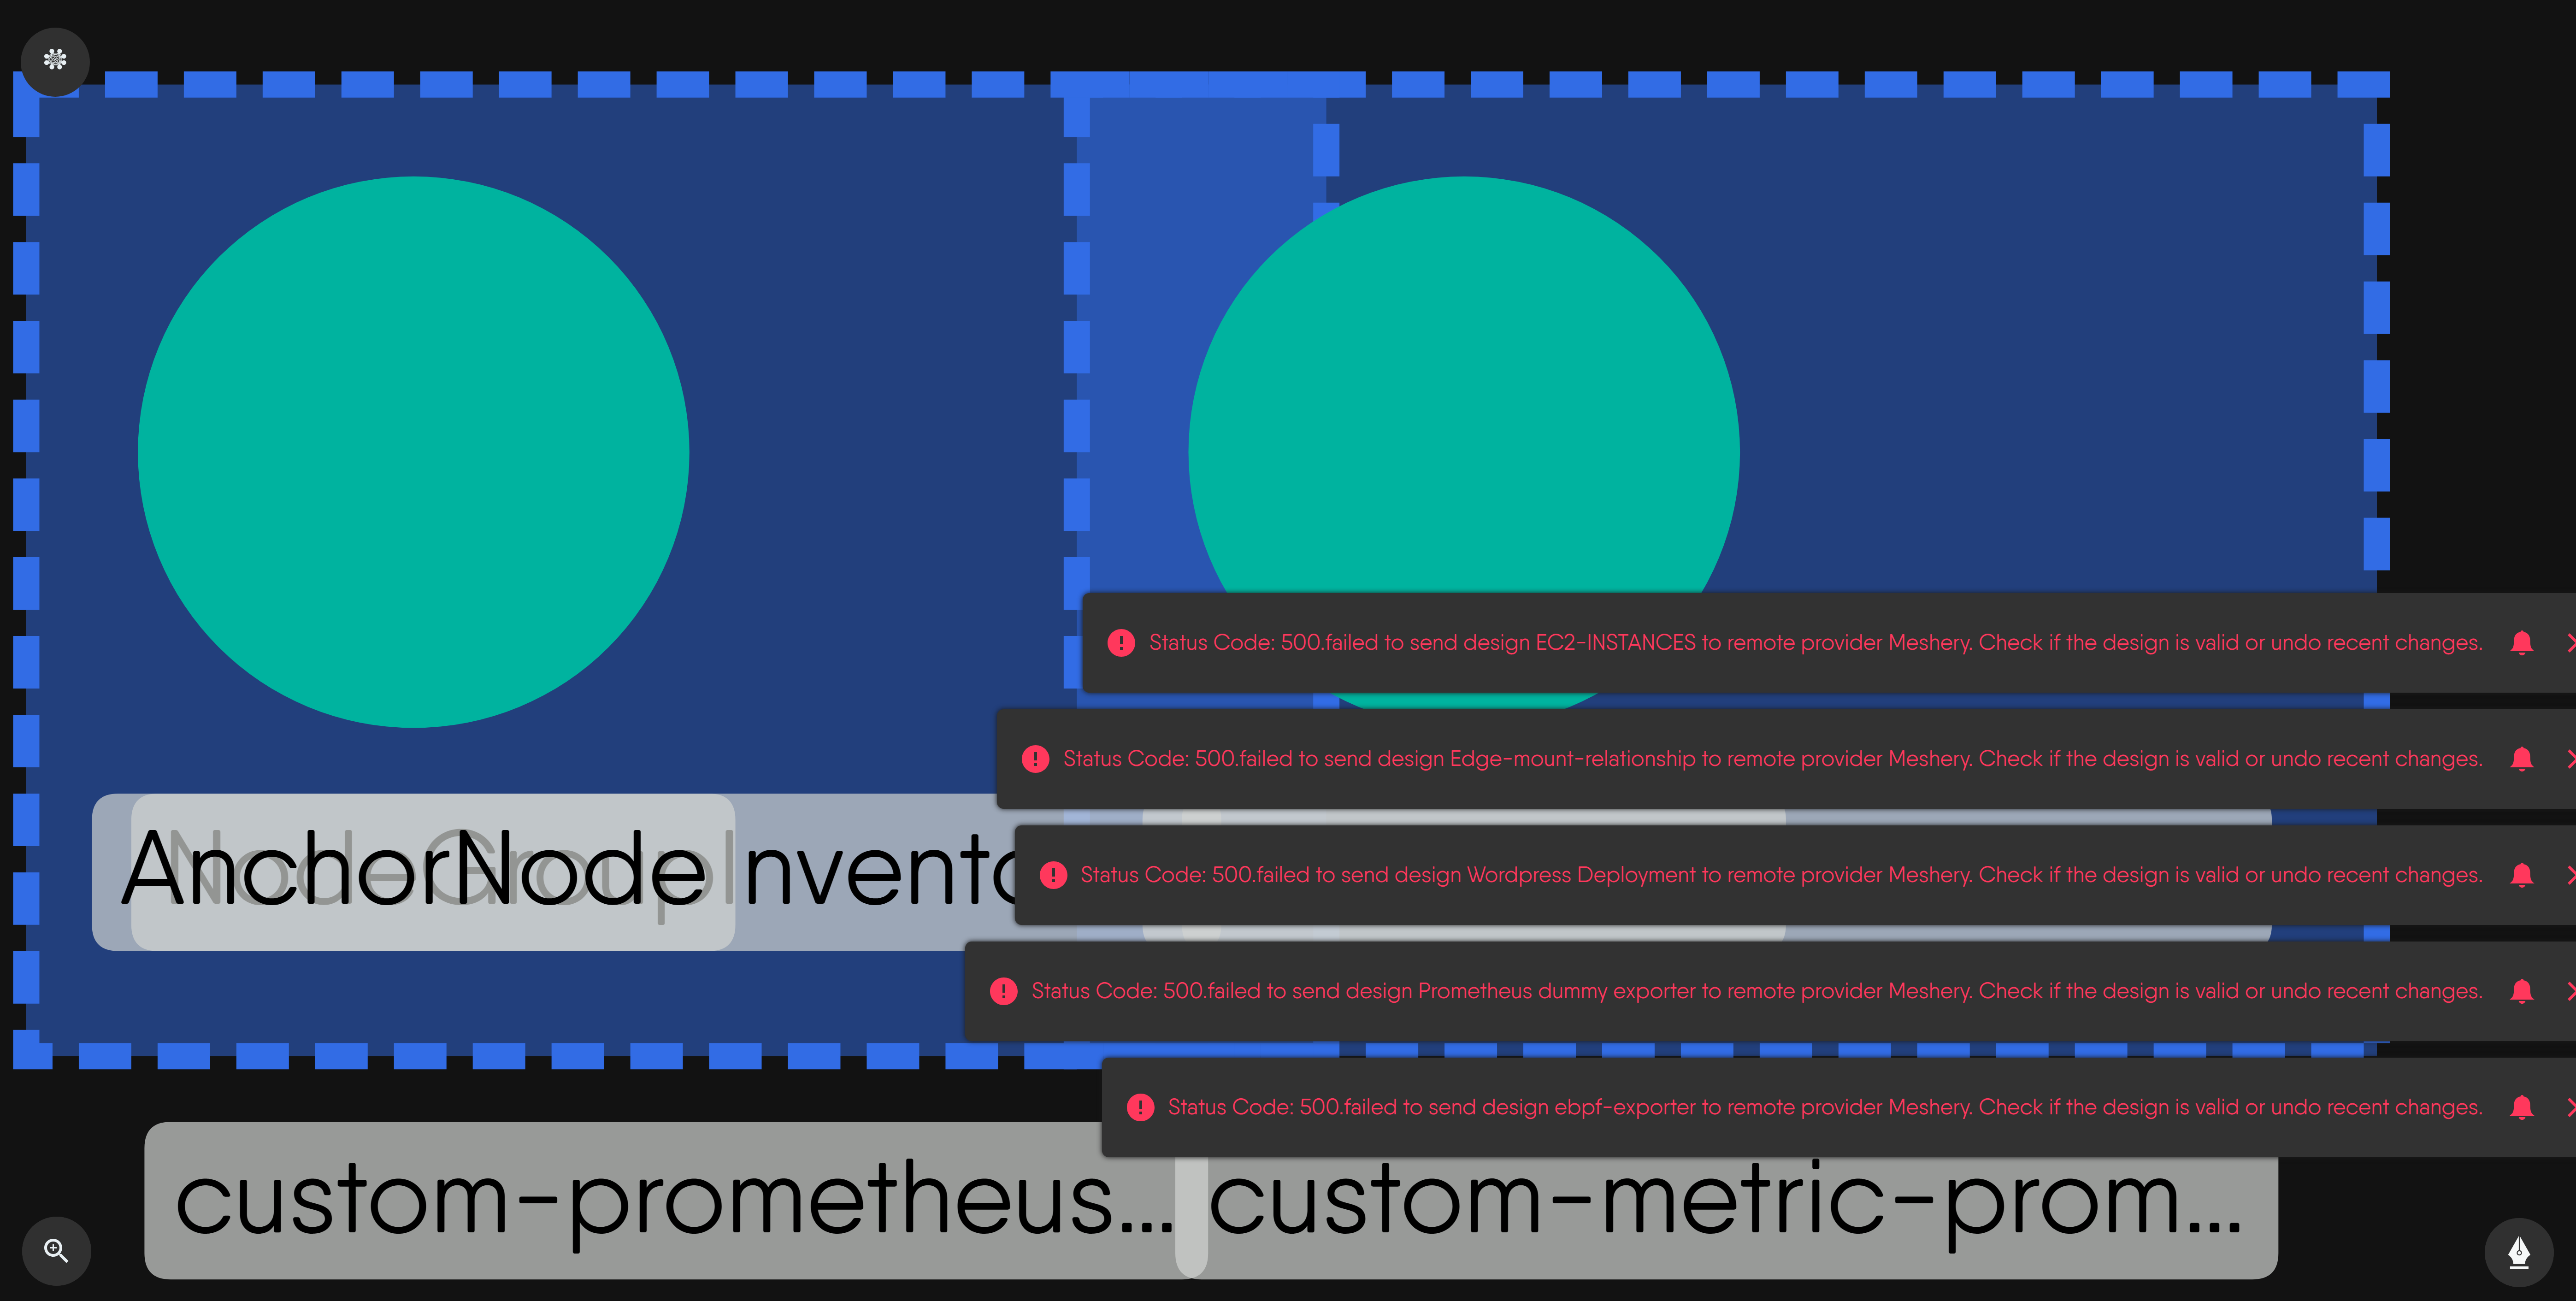 Status Code: 500.failed to send design EC2-INSTANCES to remote provider Meshery. Check if the design is valid or undo recent changes.
Status Code: 500.failed to send design Edge-mount-relationship to remote provider Meshery. Check if the design is valid or undo recent changes.
AnchorNode
NodeGroup
Status Code: 500.failed to send design Wordpress Deployment to remote provider Meshery. Check if the design is valid or undo recent changes.
Status Code: 500.failed to send design Prometheus dummy exporter to remote provider Meshery. Check if the design is valid or undo recent changes.
Status Code: 500.failed to send design ebpf-exporter to remote provider Meshery. Check if the design is valid or undo recent changes.
custom-prometheus... custom-metric-prom...